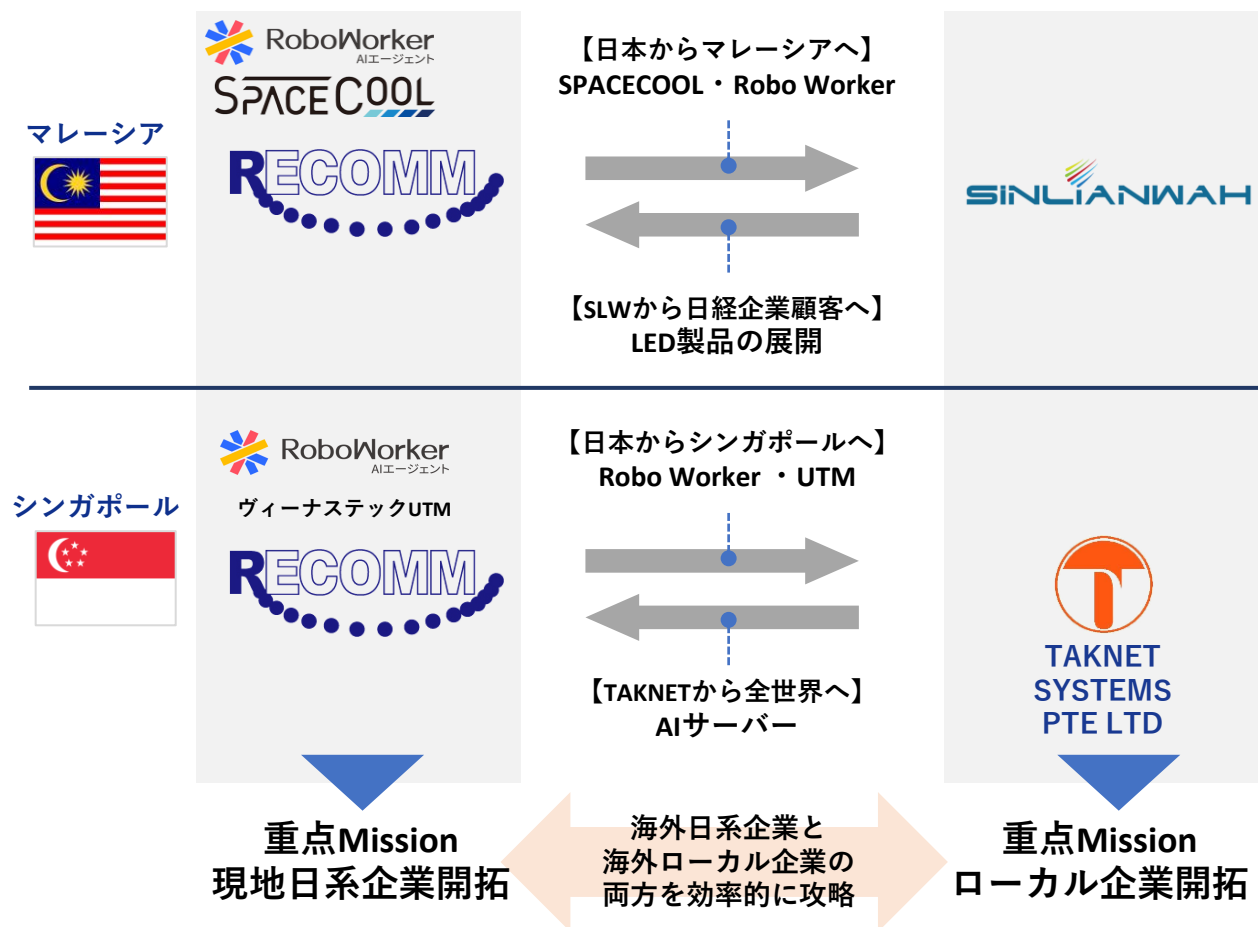 マレーシア
RoboWorker
AIエージェント
SPACECOOL
RECOMM
【日本からマレーシアへ】
SPACECOOL・Robo Worker
【SLWから日経企業顧客へ】
LED製品の展開
SINLIANWAH
シンガポール
RoboWorker
AIエージェント
ヴィーナステックUTM
RECOMM
【日本からシンガポールへ】
Robo Worker ・UTM
【TAKNETから全世界へ】
AIサーバー
TAKNET
SYSTEMS
PTE LTD
重点Mission
現地日系企業開拓
海外日系企業と
海外ローカル企業の
両方を効率的に攻略
重点Mission
ローカル企業開拓